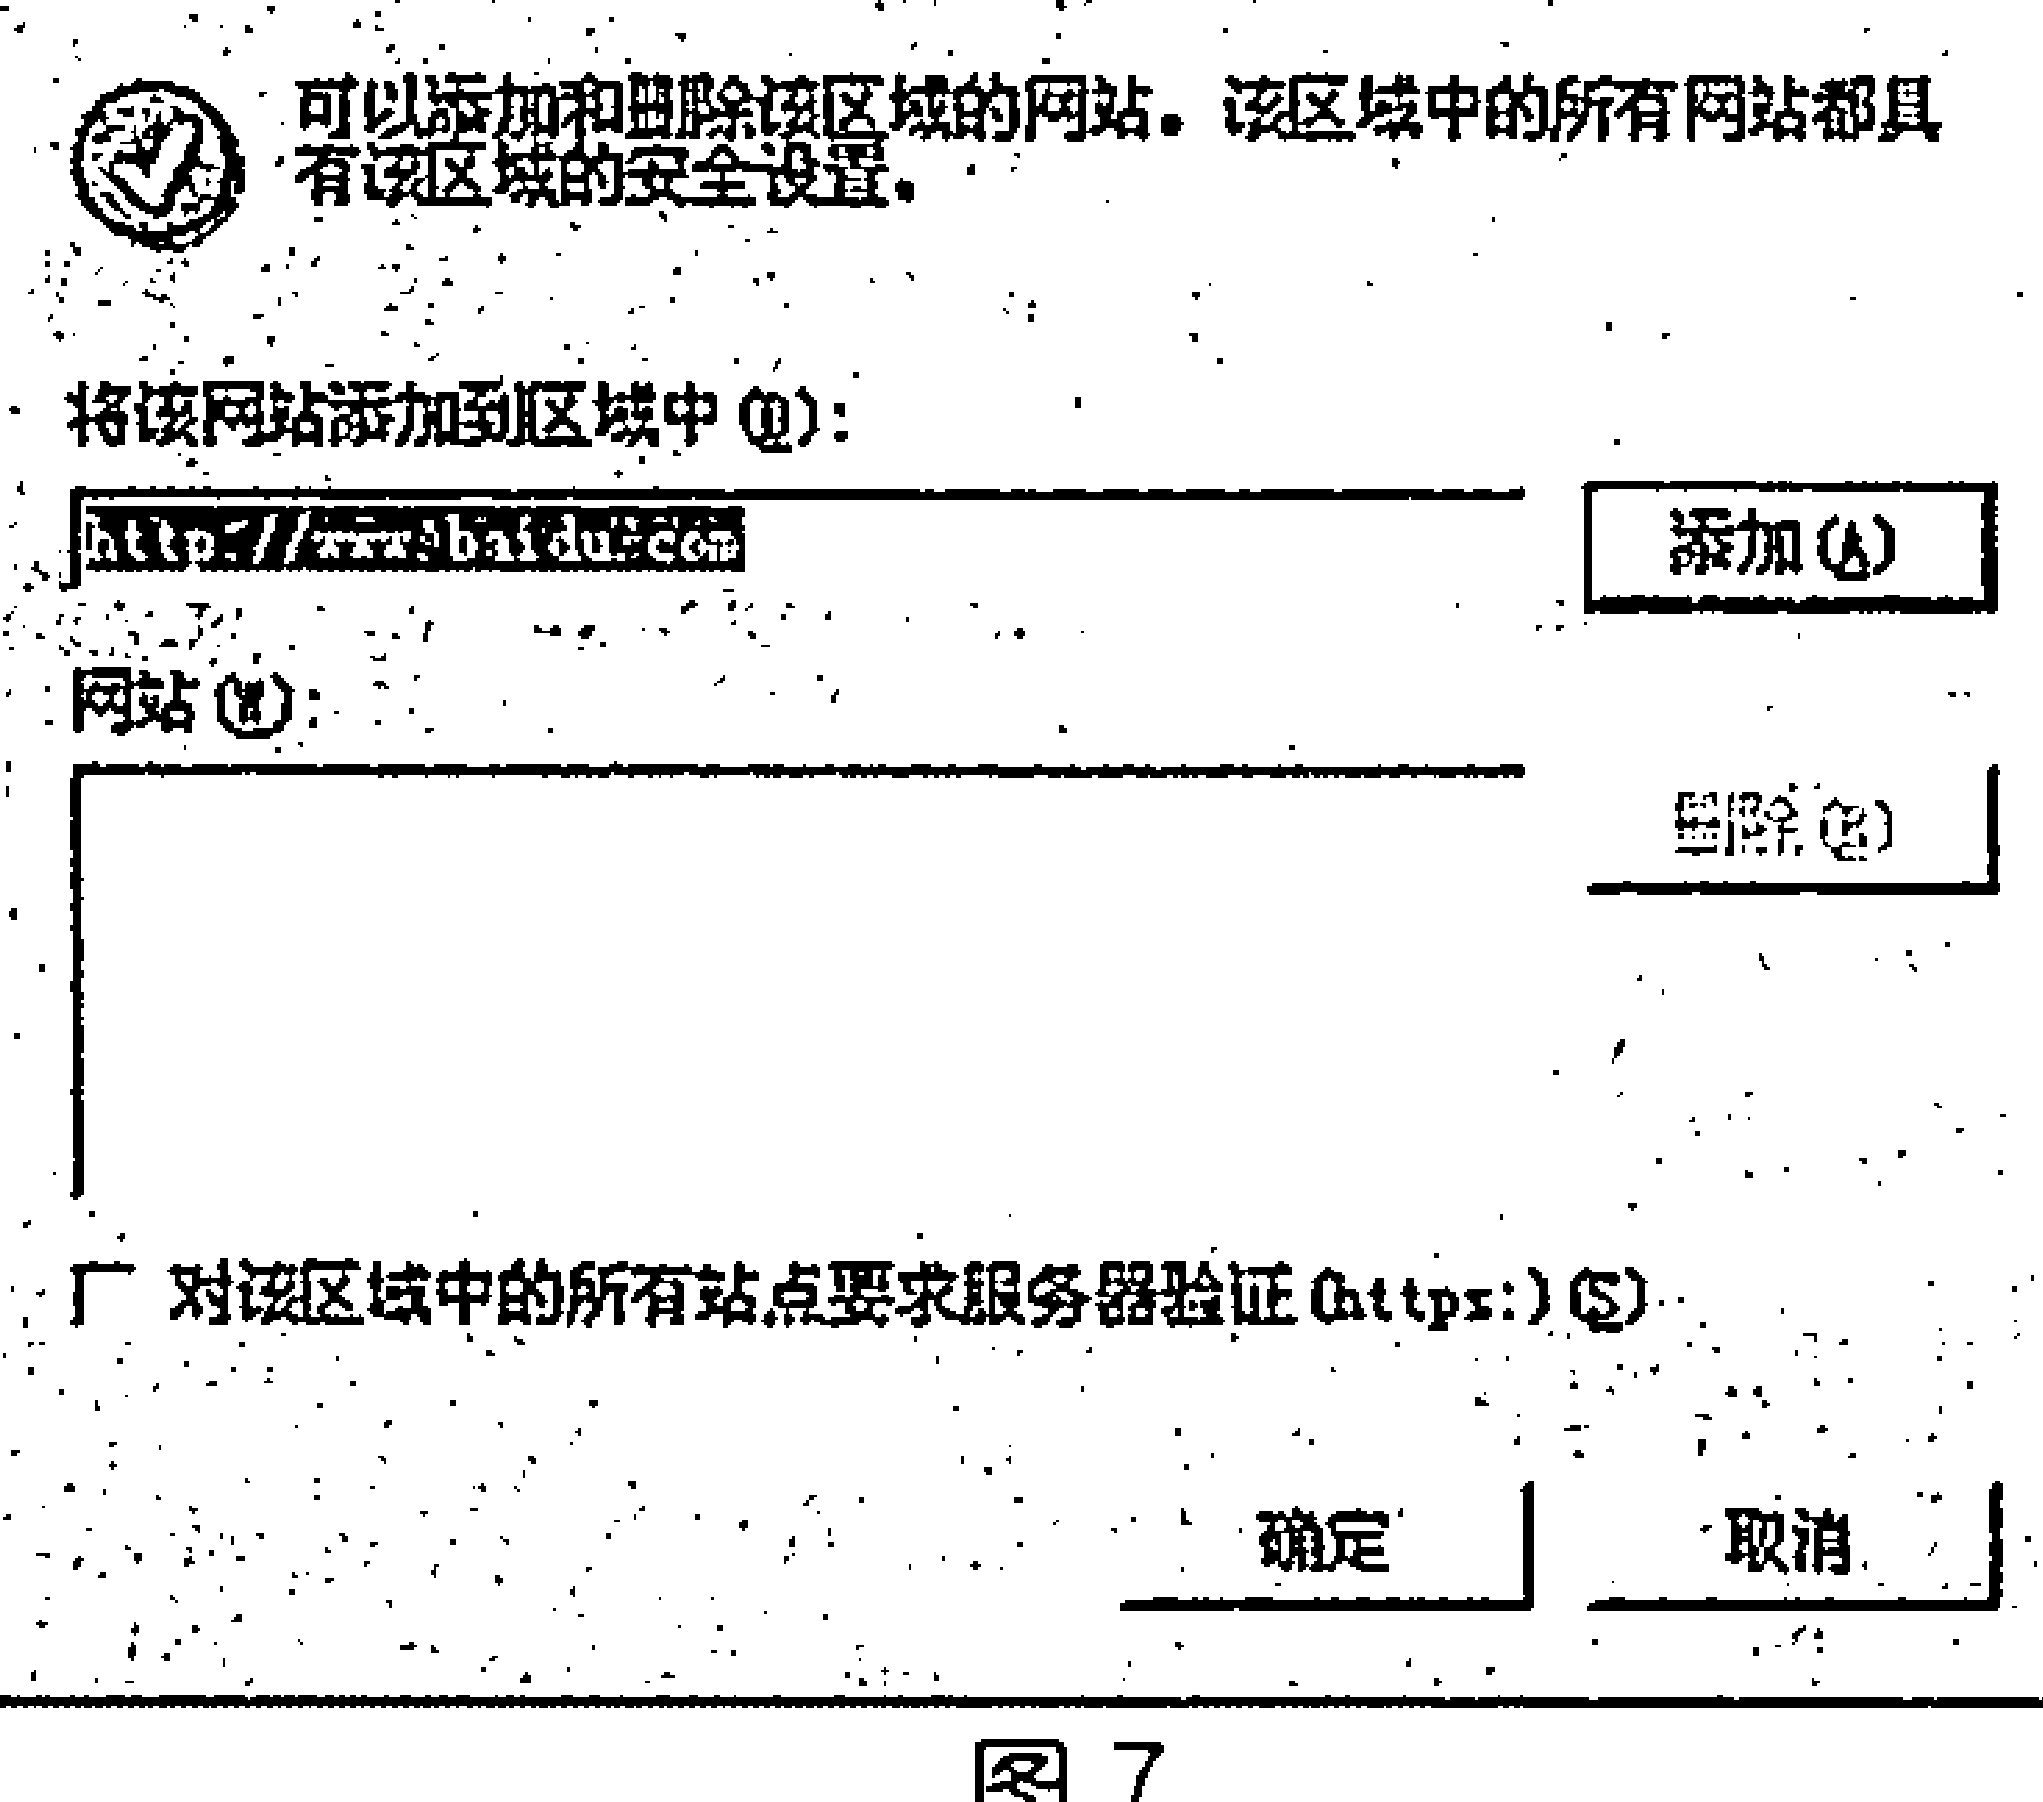 可以添加和删除该区域的网站。该区域中的所有网站都具
有该区域的安全设置。
将该网站添加到区域中(D):
http://www.baidu.com
添加(A)
网站(W):
删除(R)
对该区域中的所有站点要求服务器验证(https:)(S)
确定
取消
图 7